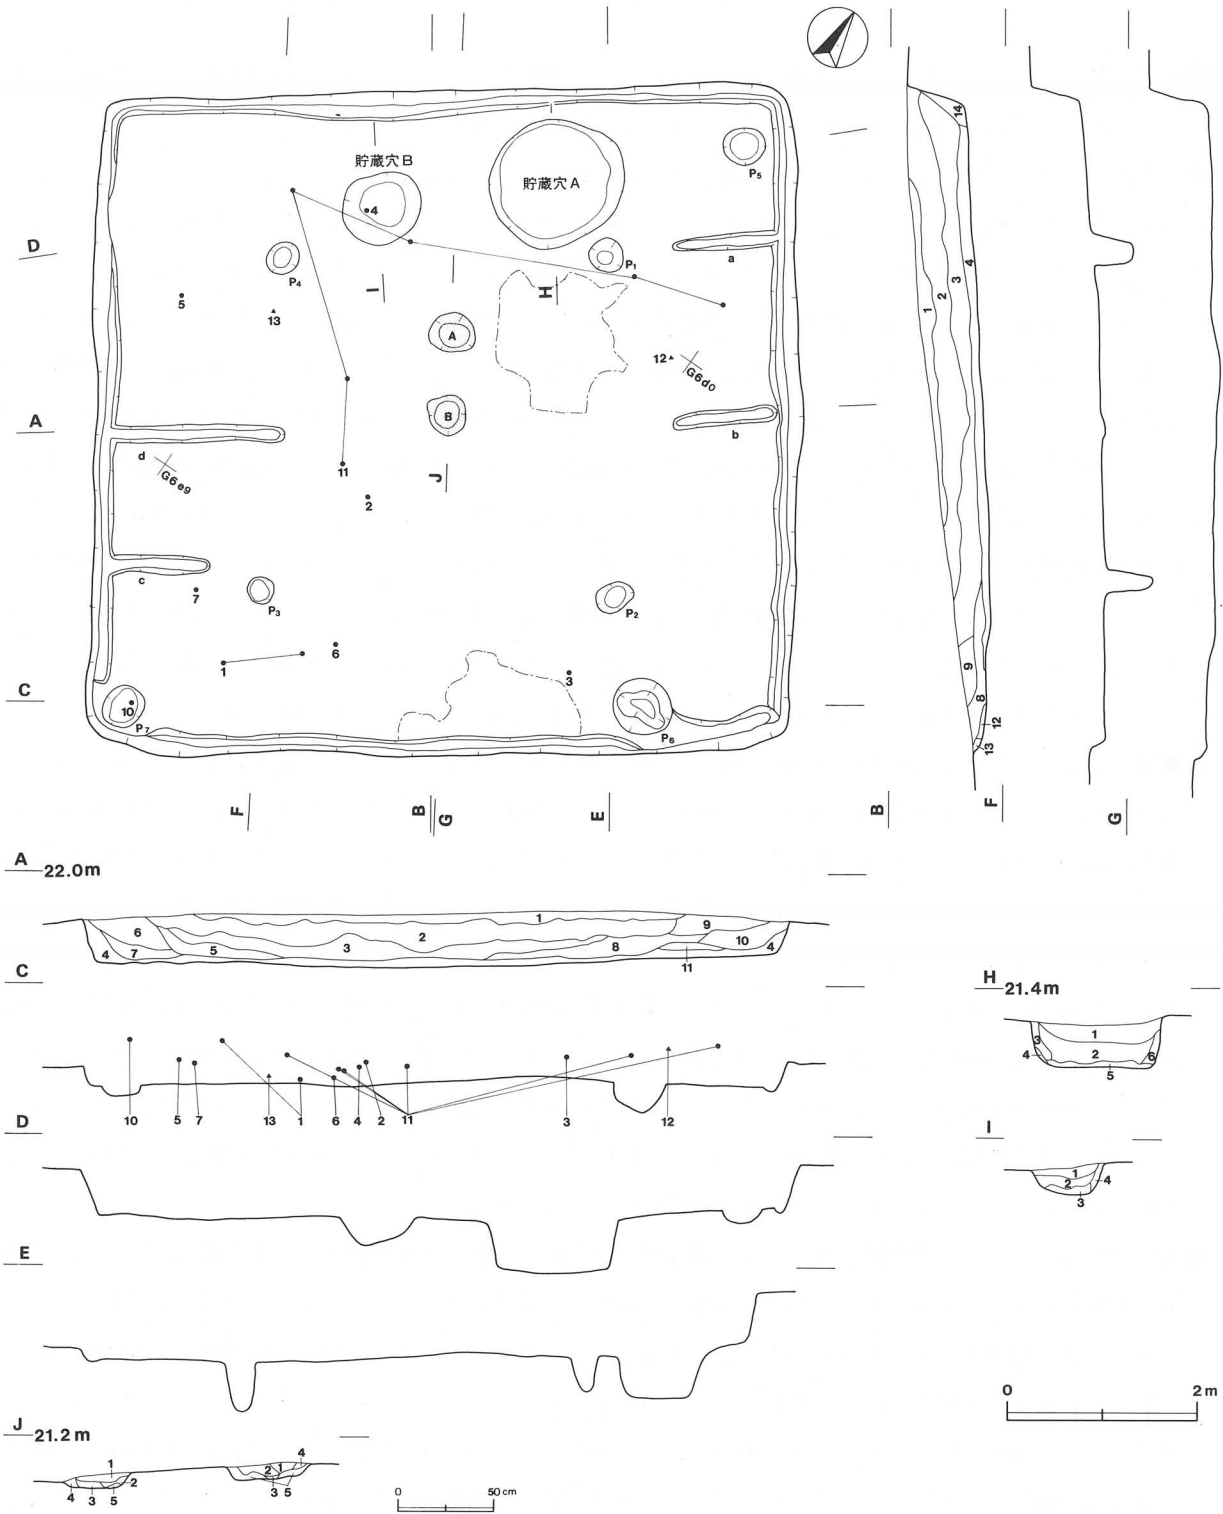 貯蔵穴B
貯蔵穴A
P₅
4
D
P₁
a
P₄
I
H
5
13
A
12
G6d0
B
A
b
d
G6e9
11
J
2
c
7
P₃
P₂
6
1
3
C
10
P₇
P₆
F
B
G
E
14
1
2
3
4
9
8
12
13
B
F
G
A
22.0m
1
6
2
9
4
7
5
3
8
10
4
11
C
10
5
7
13
1
6
4
2
11
3
12
D
E
H
21.4m
1
3
4
2
6
5
I
1
2
4
3
0
2m
J
21.2m
1
2
4
3
5
2
1
4
3
5
0
50cm